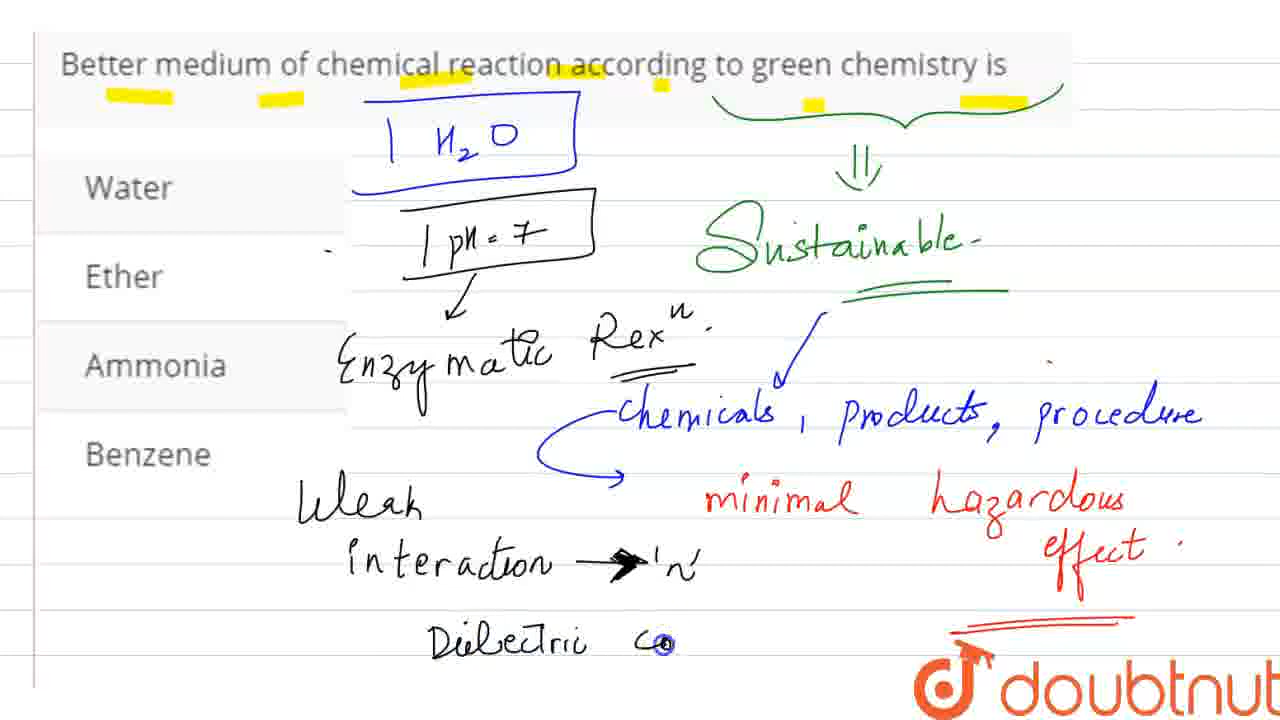 Better medium of chemical reaction according to green chemistry is
H₂O
Water
pH = 7
Sustainable.
Ether
Enzymatic Rexⁿ.
Ammonia
chemicals, products, procedure
Benzene
Weak
minimal hazardous
interaction → 'n'
effect.
Dielectric co
doubtnut